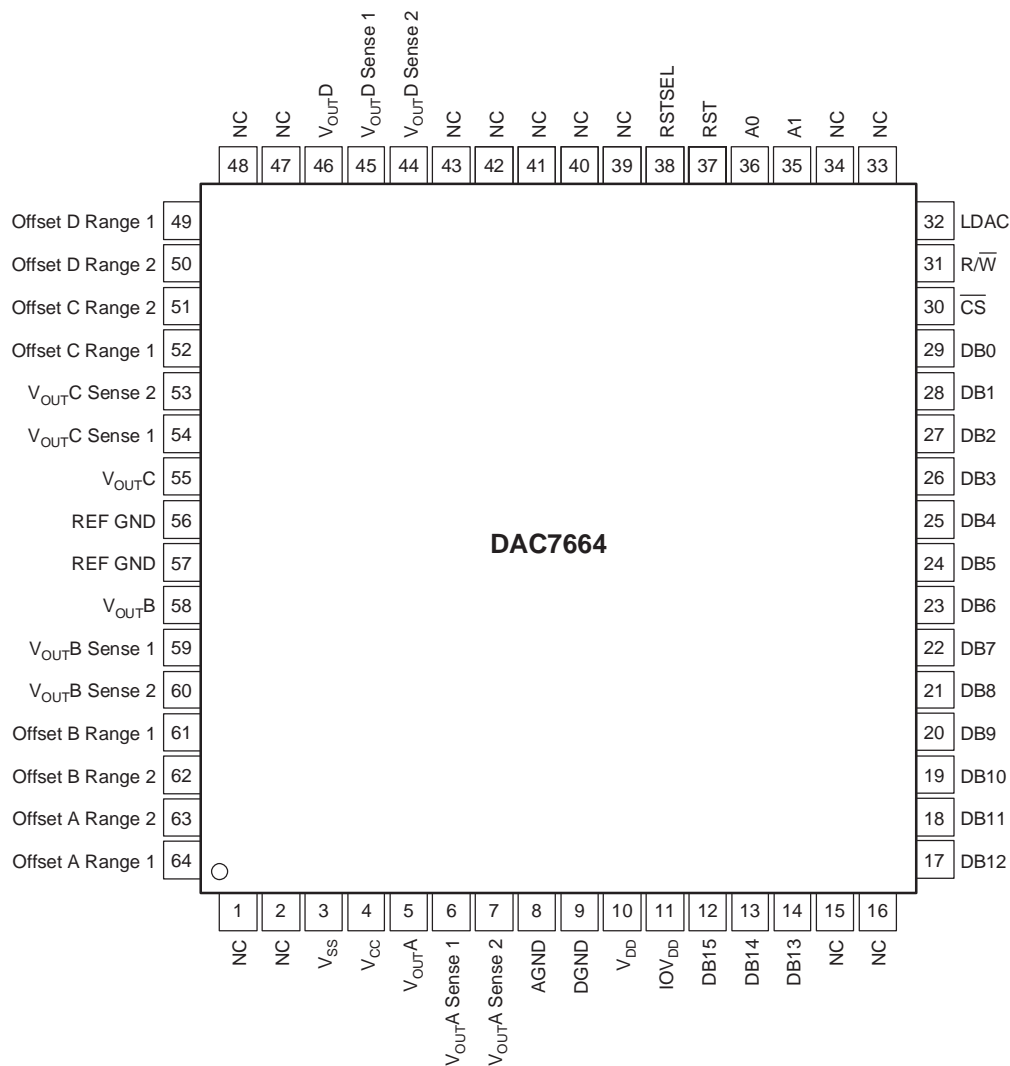 NC
NC
VOUTD
VOUTD Sense 1
VOUTD Sense 2
NC
NC
NC
NC
NC
RSTSEL
RST
A0
A1
NC
NC
48 47 46 45 44 43 42 41 40 39 38 37 36 35 34 33
Offset D Range 1 49
Offset D Range 2 50
Offset C Range 2 51
Offset C Range 1 52
VOUTC Sense 2 53
VOUTC Sense 1 54
VOUTC 55
REF GND 56
REF GND 57
VOUTB 58
VOUTB Sense 1 59
VOUTB Sense 2 60
Offset B Range 1 61
Offset B Range 2 62
Offset A Range 2 63
Offset A Range 1 64
DAC7664
32 LDAC
31 R/W̅
30 C̅S̅
29 DB0
28 DB1
27 DB2
26 DB3
25 DB4
24 DB5
23 DB6
22 DB7
21 DB8
20 DB9
19 DB10
18 DB11
17 DB12
1 2 3 4 5 6 7 8 9 10 11 12 13 14 15 16
NC
NC
VSS
VCC
VOUTA
VOUTA Sense 1
VOUTA Sense 2
AGND
DGND
VDD
IOVDD
DB15
DB14
DB13
NC
NC